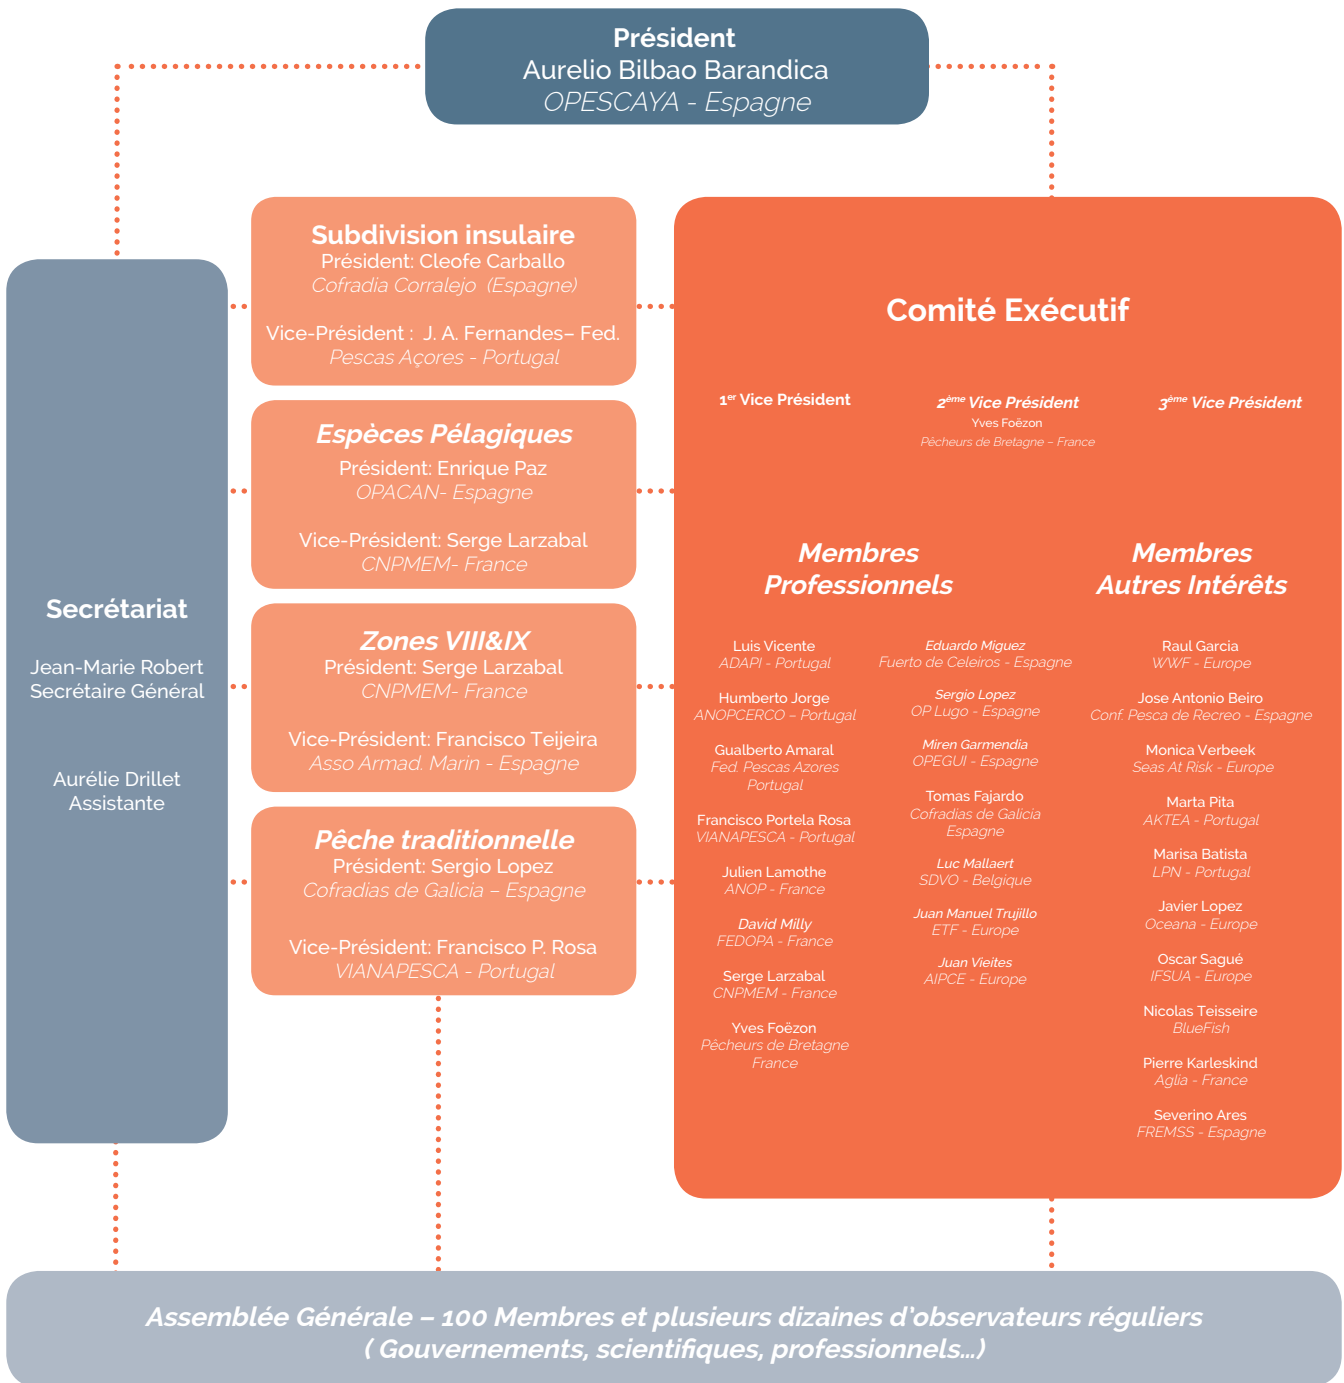 Président
Aurelio Bilbao Barandica
OPESCAYA - Espagne
Secrétariat
Jean-Marie Robert
Secrétaire Général
Aurélie Drillet
Assistante
Subdivision insulaire
Président: Cleofe Carballo
Cofradia Corralejo (Espagne)
Vice-Président : J. A. Fernandes– Fed.
Pescas Açores - Portugal
Espèces Pélagiques
Président: Enrique Paz
OPACAN- Espagne
Vice-Président: Serge Larzabal
CNPMEM- France
Zones VIII&IX
Président: Serge Larzabal
CNPMEM- France
Vice-Président: Francisco Teijeira
Asso Armad. Marin - Espagne
Pêche traditionnelle
Président: Sergio Lopez
Cofradias de Galicia – Espagne
Vice-Président: Francisco P. Rosa
VIANAPESCA - Portugal
Comité Exécutif
1er Vice Président
2ème Vice Président
Yves Foëzon
Pêcheurs de Bretagne – France
3ème Vice Président
Membres
Professionnels
Luis Vicente
ADAPI - Portugal
Humberto Jorge
ANOPCERCO – Portugal
Gualberto Amaral
Fed. Pescas Azores
Portugal
Francisco Portela Rosa
VIANAPESCA - Portugal
Julien Lamothe
ANOP - France
David Milly
FEDOPA - France
Serge Larzabal
CNPMEM - France
Yves Foëzon
Pêcheurs de Bretagne
France
Eduardo Miguez
Fuerto de Celeiros - Espagne
Sergio Lopez
OP Lugo - Espagne
Miren Garmendia
OPEGUI - Espagne
Tomas Fajardo
Cofradias de Galicia
Espagne
Luc Mallaert
SDVO - Belgique
Juan Manuel Trujillo
ETF - Europe
Juan Vieites
AIPCE - Europe
Membres
Autres Intérêts
Raul Garcia
WWF - Europe
Jose Antonio Beiro
Conf. Pesca de Recreo - Espagne
Monica Verbeek
Seas At Risk - Europe
Marta Pita
AKTEA - Portugal
Marisa Batista
LPN - Portugal
Javier Lopez
Oceana - Europe
Oscar Sagué
IFSUA - Europe
Nicolas Teisseire
BlueFish
Pierre Karleskind
Aglia - France
Severino Ares
FREMSS - Espagne
Assemblée Générale – 100 Membres et plusieurs dizaines d’observateurs réguliers
( Gouvernements, scientifiques, professionnels…)